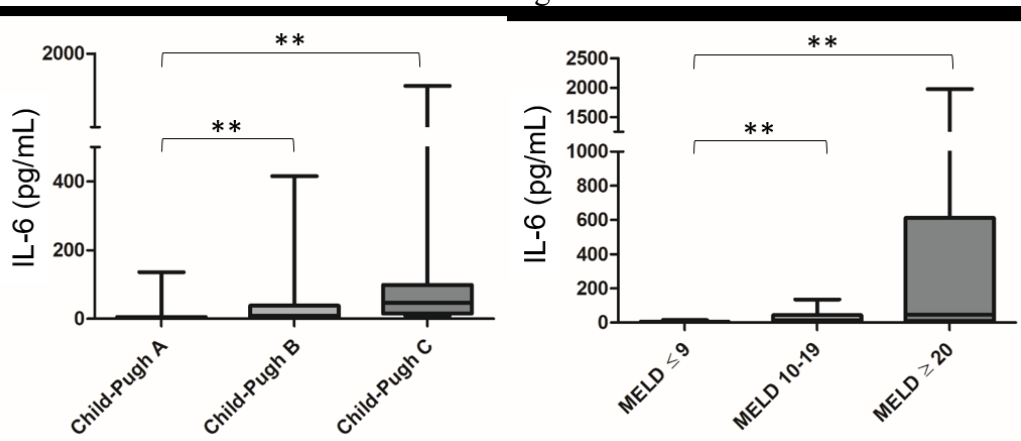 2000
**
**
IL-6 (pg/mL)
400
200
0
Child-Pugh A
Child-Pugh B
Child-Pugh C
2500
2000
1500
**
**
IL-6 (pg/mL)
1000
800
600
400
200
0
MELD ≤ 9
MELD 10-19
MELD ≥ 20